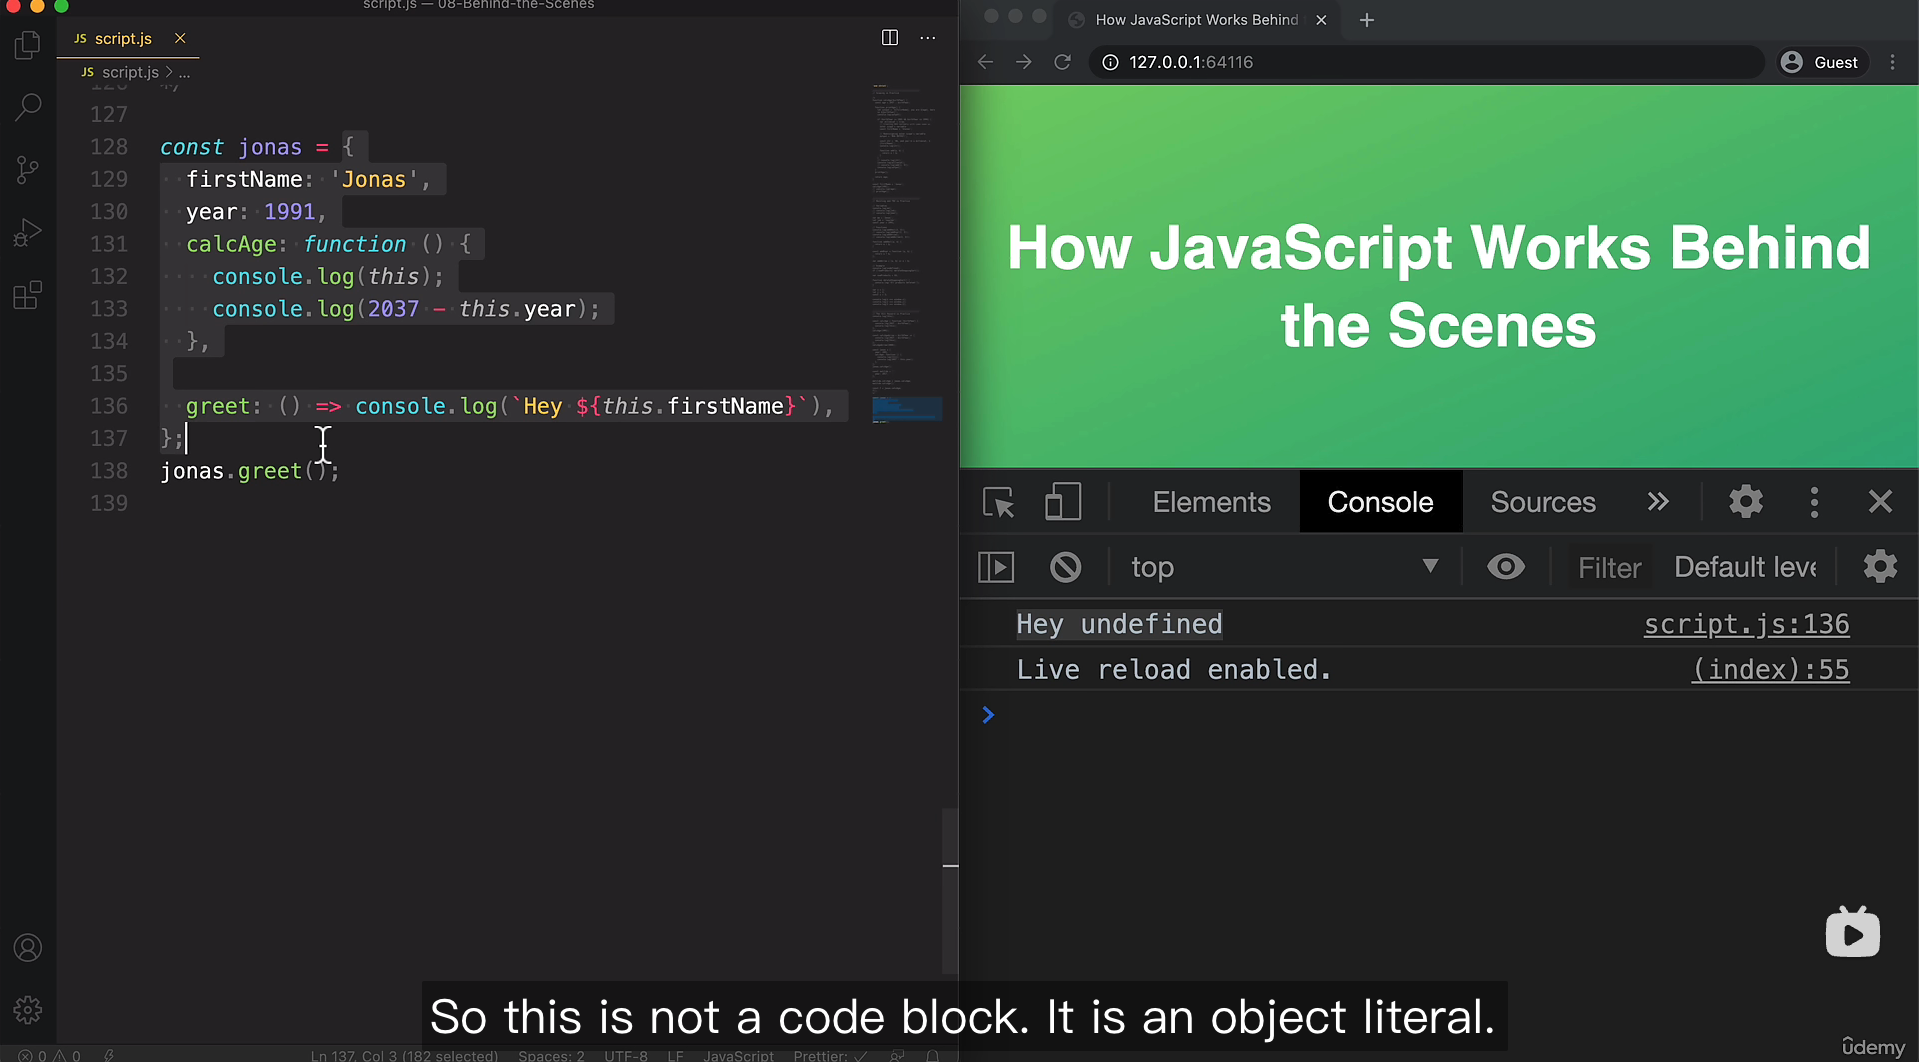 script.js — 08-Behind-the-Scenes
JS script.js ×
JS script.js > ...
127
128 const jonas = {
129 firstName: 'Jonas',
130 year: 1991,
131 calcAge: function () {
132 console.log(this);
133 console.log(2037 - this.year);
134 },
135
136 greet: () => console.log(`Hey ${this.firstName}`),
137 };
138 jonas.greet();
139
Ln 137, Col 3 (182 selected) Spaces: 2 UTF-8 LF JavaScript Prettier: ✓
How JavaScript Works Behind
127.0.0.1:64116
Guest
How JavaScript Works Behind
the Scenes
Elements Console Sources
top Filter Default leve
Hey undefined script.js:136
Live reload enabled. (index):55
So this is not a code block. It is an object literal.
ûdemy